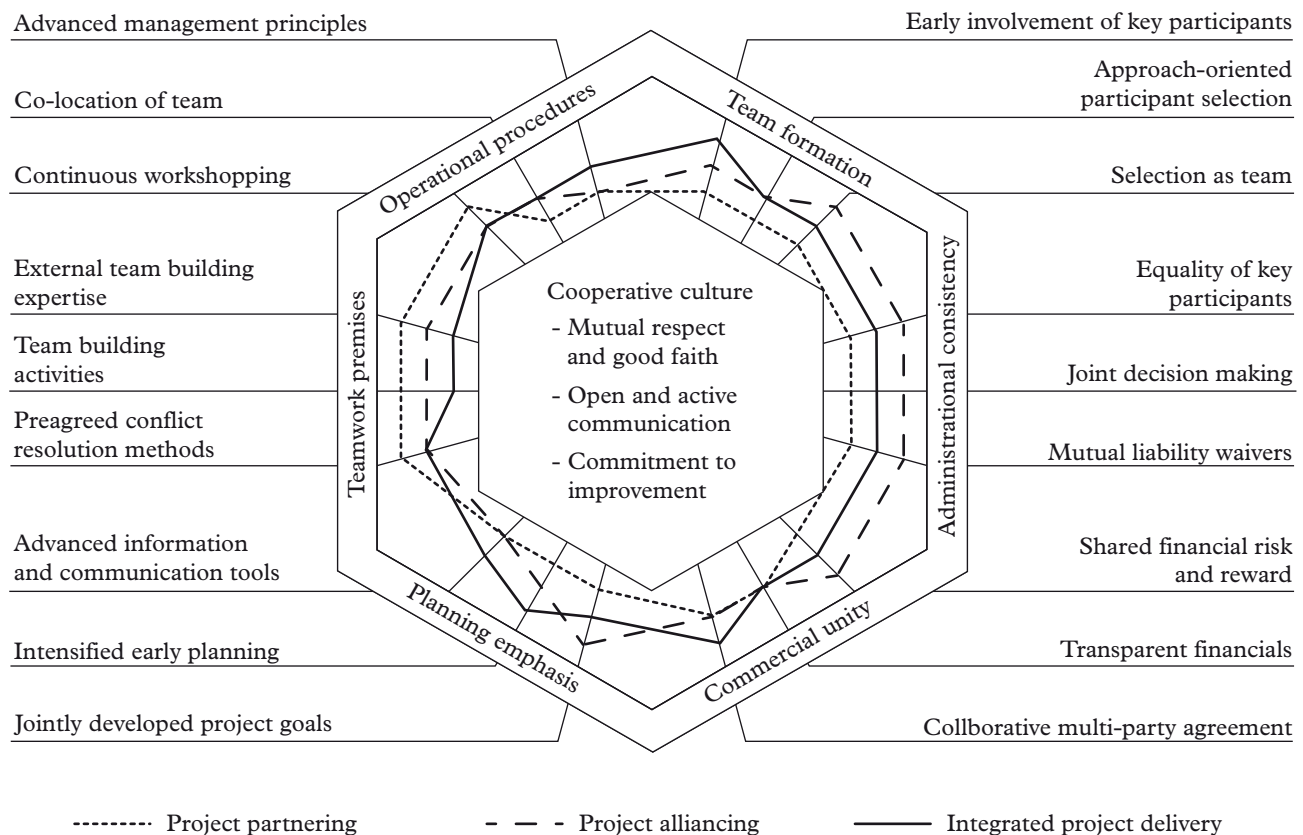 Advanced management principles
Co-location of team
Continuous workshopping
External team building
expertise
Team building
activities
Preagreed conflict
resolution methods
Advanced information
and communication tools
Intensified early planning
Jointly developed project goals
Operational procedures
Team formation
Teamwork premises
Administrational consistency
Planning emphasis
Commercial unity
Cooperative culture
- Mutual respect
and good faith
- Open and active
communication
- Commitment to
improvement
Early involvement of key participants
Approach-oriented
participant selection
Selection as team
Equality of key
participants
Joint decision making
Mutual liability waivers
Shared financial risk
and reward
Transparent financials
Collborative multi-party agreement
Project partnering
Project alliancing
Integrated project delivery